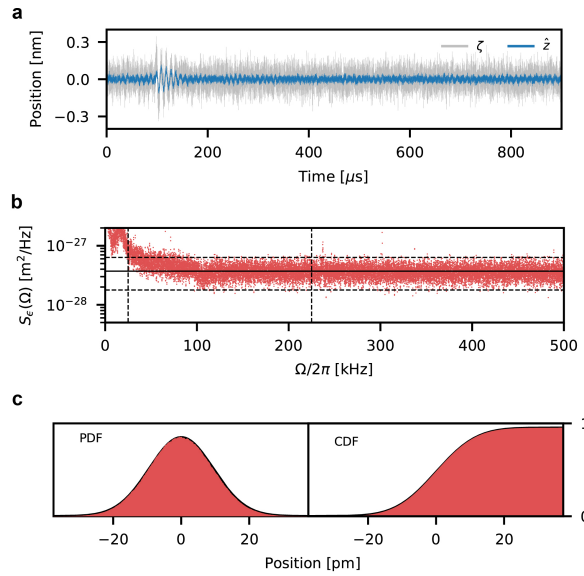 a
0.3
0.0
−0.3
Position [nm]
ζ
ẑ
0
200
400
600
800
Time [μs]
b
10⁻²⁷
10⁻²⁸
Sϵ(Ω) [m²/Hz]
0
100
200
300
400
500
Ω/2π [kHz]
c
PDF
CDF
1
0
−20
0
20
−20
0
20
Position [pm]